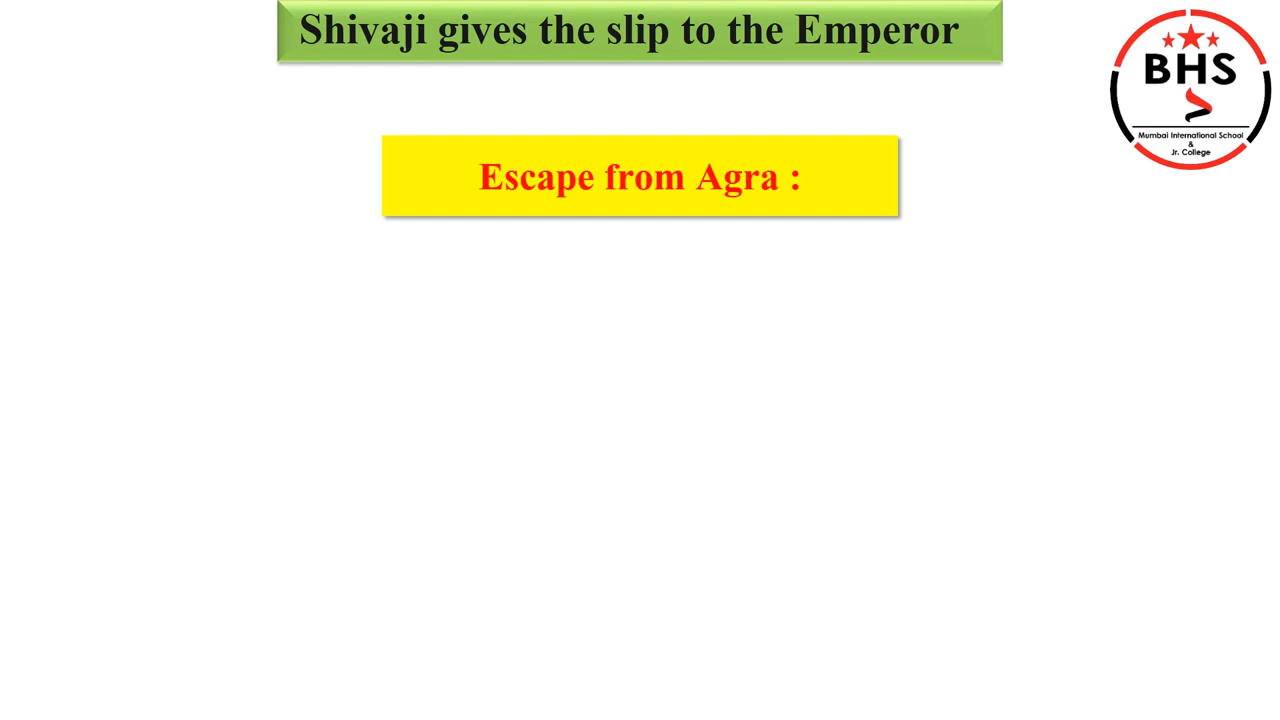 Shivaji gives the slip to the Emperor
BHS
Mumbai International School
&
Jr. College
Escape from Agra :